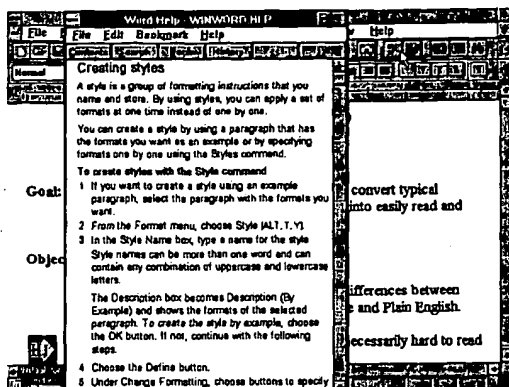 Word Help - WINWORD.HLP
File
File Edit Bookmark Help
Help
Normal
Creating styles
A style is a group of formatting instructions that you
name and store. By using styles, you can apply a set of
formats at one time instead of one by one.
You can create a style by using a paragraph that has
the formats you want as an example or by specifying
formats one by one using the Styles command.
To create styles with the Style command
1 If you want to create a style using an example
paragraph, select the paragraph with the formats you
want.
2 From the Format menu, choose Style (ALT, T, Y).
3 In the Style Name box, type a name for the style
Style names can be more than one word and can
contain any combination of uppercase and lowercase
letters.
The Description box becomes Description (By
Example) and shows the formats of the selected
paragraph. To create the style by example, choose
the OK button. If not, continue with the following
steps.
4 Choose the Define button.
5 Under Change Formatting, choose buttons to specify
Goal:
convert typical
into easily read and
Objec
ifferences between
e and Plain English.
ecessarily hard to read